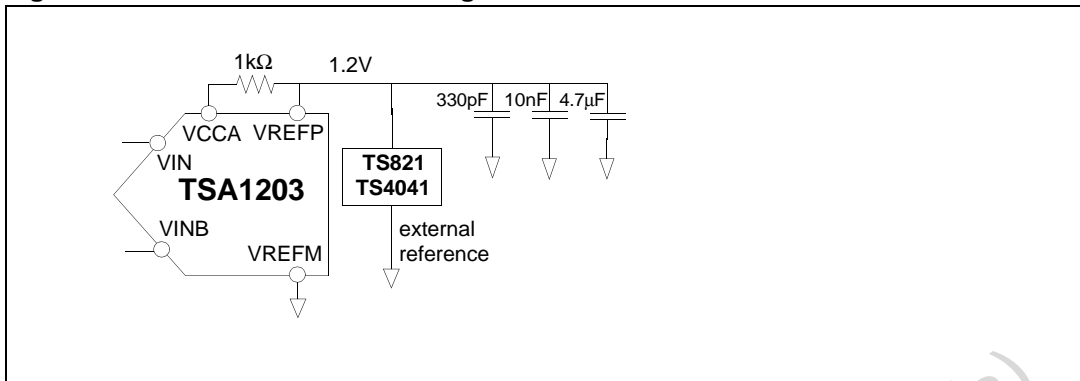 1kΩ
1.2V
330pF 10nF 4.7μF
VCCA VREFP
VIN
TS821
TS4041
TSA1203
VINB
external
reference
VREFM